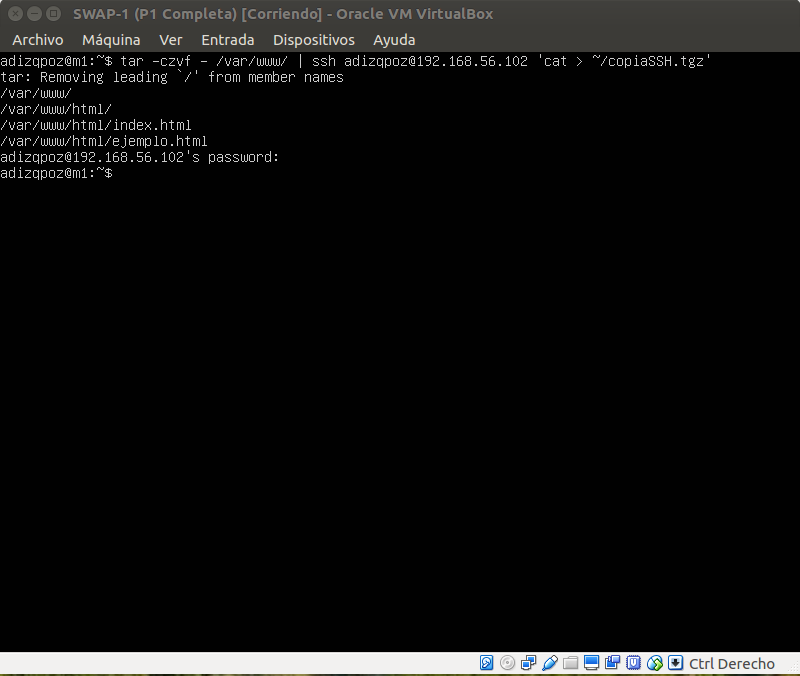 SWAP-1 (P1 Completa) [Corriendo] - Oracle VM VirtualBox
Archivo Máquina Ver Entrada Dispositivos Ayuda
adizqpoz@m1:~$ tar -czvf - /var/www/ | ssh adizqpoz@192.168.56.102 'cat > ~/copiaSSH.tgz'
tar: Removing leading `/' from member names
/var/www/
/var/www/html/
/var/www/html/index.html
/var/www/html/ejemplo.html
adizqpoz@192.168.56.102's password:
adizqpoz@m1:~$
Ctrl Derecho